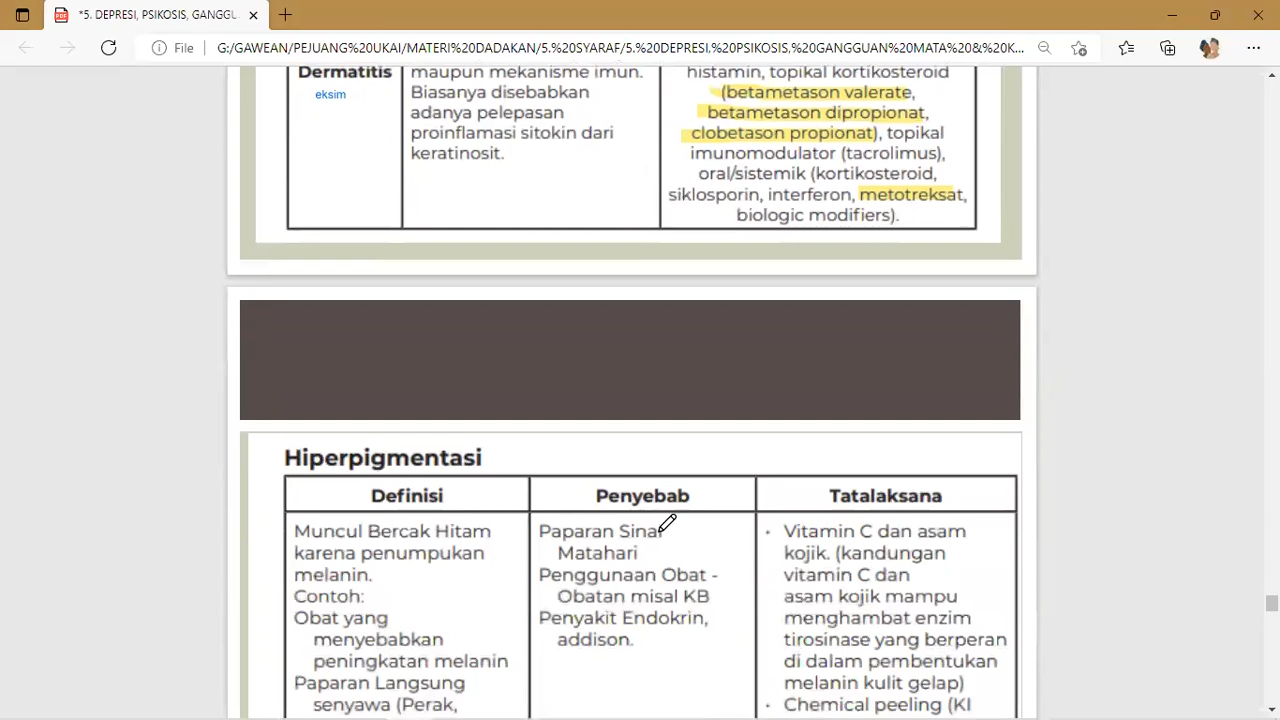 *5. DEPRESI, PSIKOSIS, GANGGU
File
G:/GAWEAN/PEJUANG%20UKAI/MATERI%20DADAKAN/5.%20SYARAF/5.%20DEPRESI,%20PSIKOSIS,%20GANGGUAN%20MATA%20&%20K...
Dermatitis
eksim
maupun mekanisme imun.
Biasanya disebabkan
adanya pelepasan
proinflamasi sitokin dari
keratinosit.
histamin, topikal kortikosteroid
(betametason valerate,
betametason dipropionat,
clobetason propionat), topikal
imunomodulator (tacrolimus),
oral/sistemik (kortikosteroid,
siklosporin, interferon, metotreksat,
biologic modifiers).
Hiperpigmentasi
Definisi
Penyebab
Tatalaksana
Muncul Bercak Hitam
karena penumpukan
melanin.
Contoh:
Obat yang
menyebabkan
peningkatan melanin
Paparan Langsung
senyawa (Perak,
Paparan Sinar
Matahari
Penggunaan Obat -
Obatan misal KB
Penyakit Endokrin,
addison.
• Vitamin C dan asam
kojik. (kandungan
vitamin C dan
asam kojik mampu
menghambat enzim
tirosinase yang berperan
di dalam pembentukan
melanin kulit gelap)
• Chemical peeling (KI